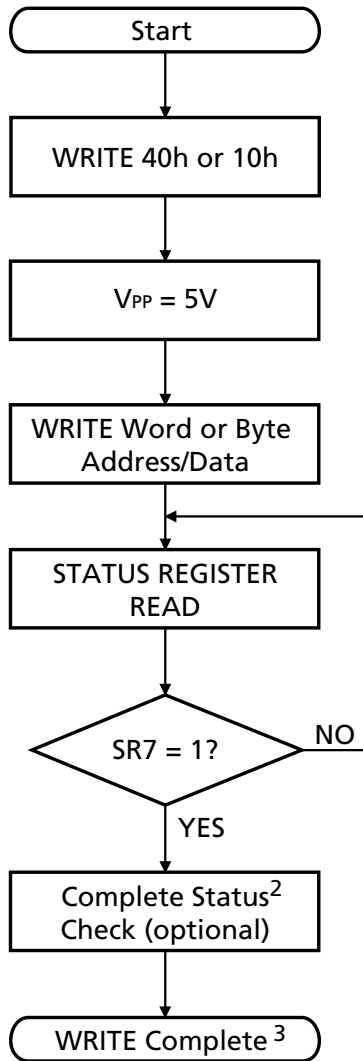 Start
WRITE 40h or 10h
VPP = 5V
WRITE Word or Byte
Address/Data
STATUS REGISTER
READ
SR7 = 1?
NO
YES
Complete Status2
Check (optional)
WRITE Complete 3